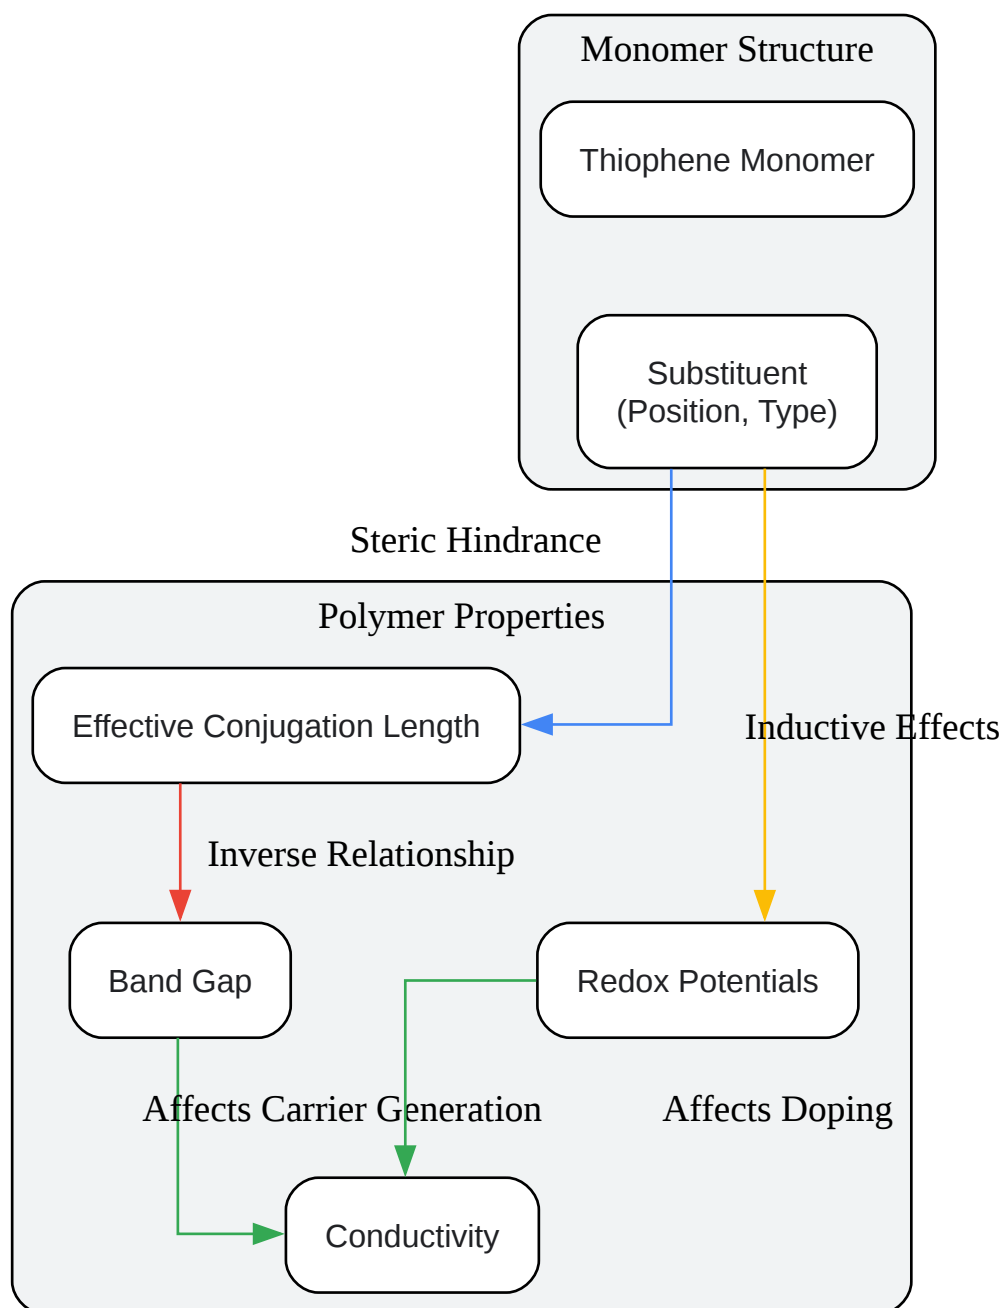 Monomer Structure
Thiophene Monomer
Substituent
(Position, Type)
Steric Hindrance
Polymer Properties
Effective Conjugation Length
Inductive Effects
Inverse Relationship
Band Gap
Redox Potentials
Affects Carrier Generation
Affects Doping
Conductivity